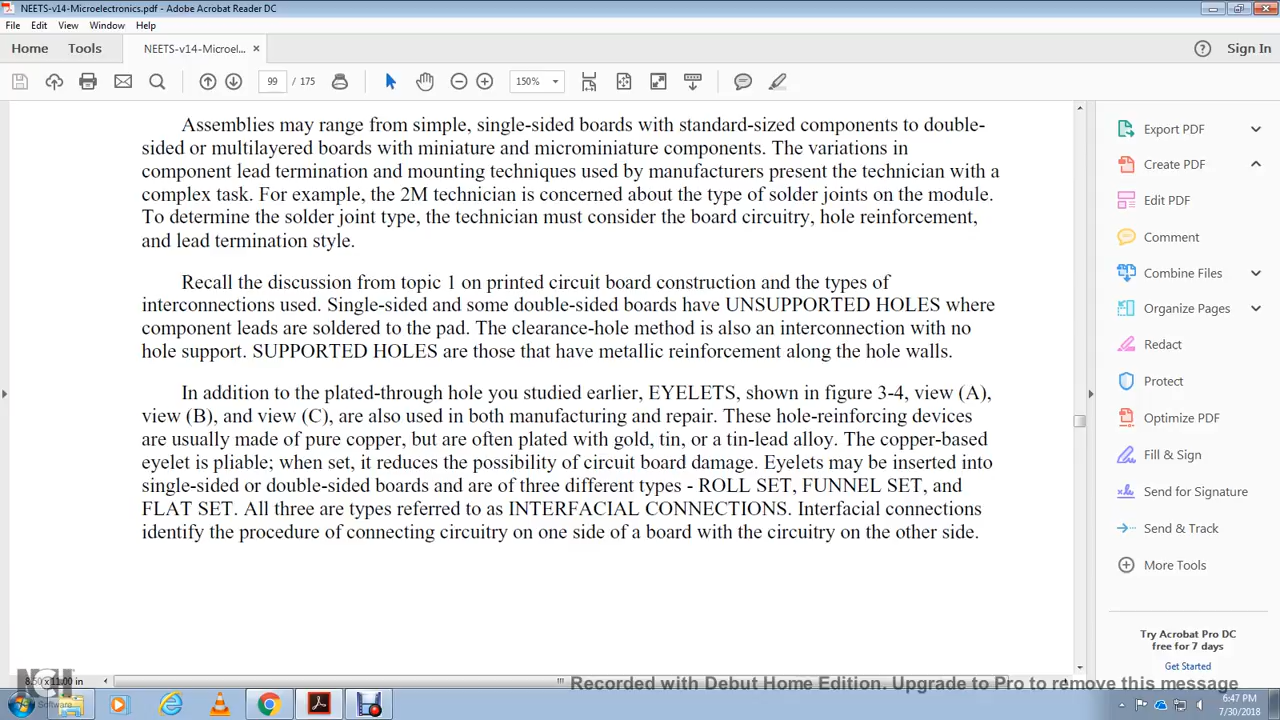 NEETS-v14-Microelectronics.pdf - Adobe Acrobat Reader DC
File Edit View Window Help
Home Tools NEETS-v14-Microel... × Sign In
99 / 175 150%
Assemblies may range from simple, single-sided boards with standard-sized components to double-
sided or multilayered boards with miniature and microminiature components. The variations in
component lead termination and mounting techniques used by manufacturers present the technician with a
complex task. For example, the 2M technician is concerned about the type of solder joints on the module.
To determine the solder joint type, the technician must consider the board circuitry, hole reinforcement,
and lead termination style.
Recall the discussion from topic 1 on printed circuit board construction and the types of
interconnections used. Single-sided and some double-sided boards have UNSUPPORTED HOLES where
component leads are soldered to the pad. The clearance-hole method is also an interconnection with no
hole support. SUPPORTED HOLES are those that have metallic reinforcement along the hole walls.
In addition to the plated-through hole you studied earlier, EYELETS, shown in figure 3-4, view (A),
view (B), and view (C), are also used in both manufacturing and repair. These hole-reinforcing devices
are usually made of pure copper, but are often plated with gold, tin, or a tin-lead alloy. The copper-based
eyelet is pliable; when set, it reduces the possibility of circuit board damage. Eyelets may be inserted into
single-sided or double-sided boards and are of three different types - ROLL SET, FUNNEL SET, and
FLAT SET. All three are types referred to as INTERFACIAL CONNECTIONS. Interfacial connections
identify the procedure of connecting circuitry on one side of a board with the circuitry on the other side.
Export PDF
Create PDF
Edit PDF
Comment
Combine Files
Organize Pages
Redact
Protect
Optimize PDF
Fill & Sign
Send for Signature
Send & Track
More Tools
Try Acrobat Pro DC
free for 7 days
Get Started
8.50 x 11.00 in
Recorded with Debut Home Edition. Upgrade to Pro to remove this message
Software
6:47 PM
7/30/2018